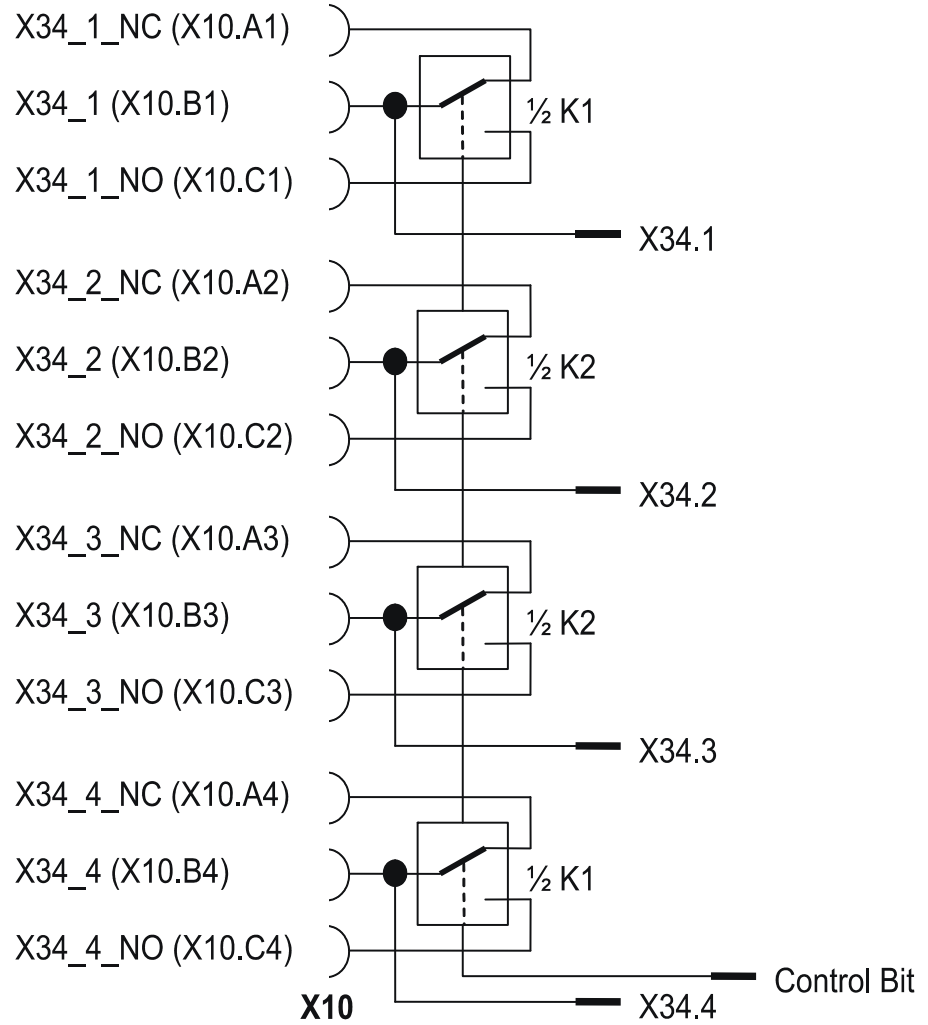 X34_1_NC (X10.A1)
X34_1 (X10.B1)
½ K1
X34_1_NO (X10.C1)
X34.1
X34_2_NC (X10.A2)
X34_2 (X10.B2)
½ K2
X34_2_NO (X10.C2)
X34.2
X34_3_NC (X10.A3)
X34_3 (X10.B3)
½ K2
X34_3_NO (X10.C3)
X34.3
X34_4_NC (X10.A4)
X34_4 (X10.B4)
½ K1
X34_4_NO (X10.C4)
Control Bit
X10
X34.4